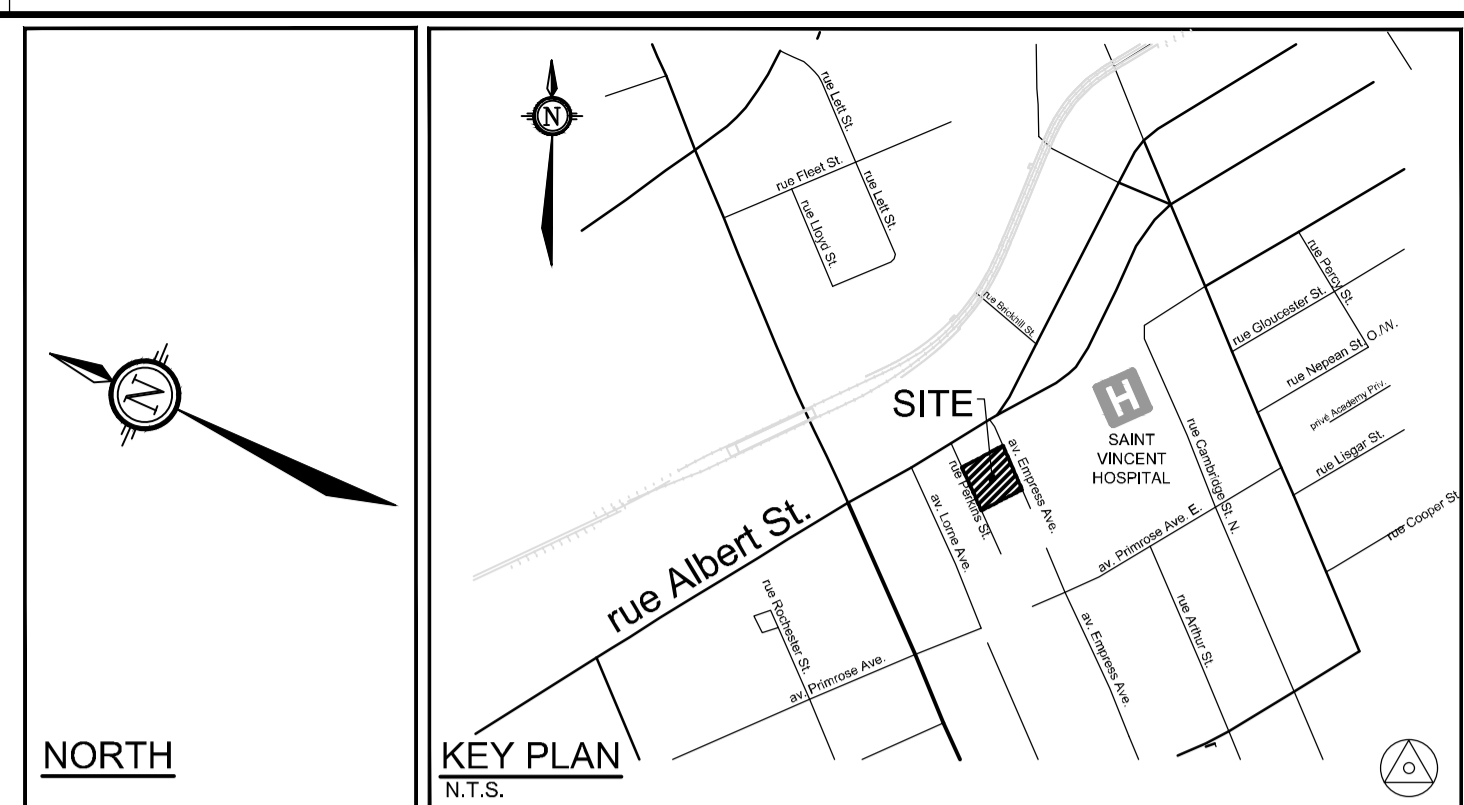 N
NORTH
N
rue Lett St.
rue Fleet St.
rue Lett St.
rue Lloyd St.
rue Brickhill St.
rue Percy St.
rue Gloucester St.
rue Nepean St. O./W.
privé Academy Priv.
rue Lisgar St.
rue Cooper St.
H
SAINT
VINCENT
HOSPITAL
rue Cambridge St. N.
SITE
av. Empress Ave.
rue Perkins St.
av. Lorne Ave.
rue Albert St.
av. Primrose Ave. E.
rue Rochester St.
av. Primrose Ave.
av. Empress Ave.
rue Arthur St.
KEY PLAN
N.T.S.